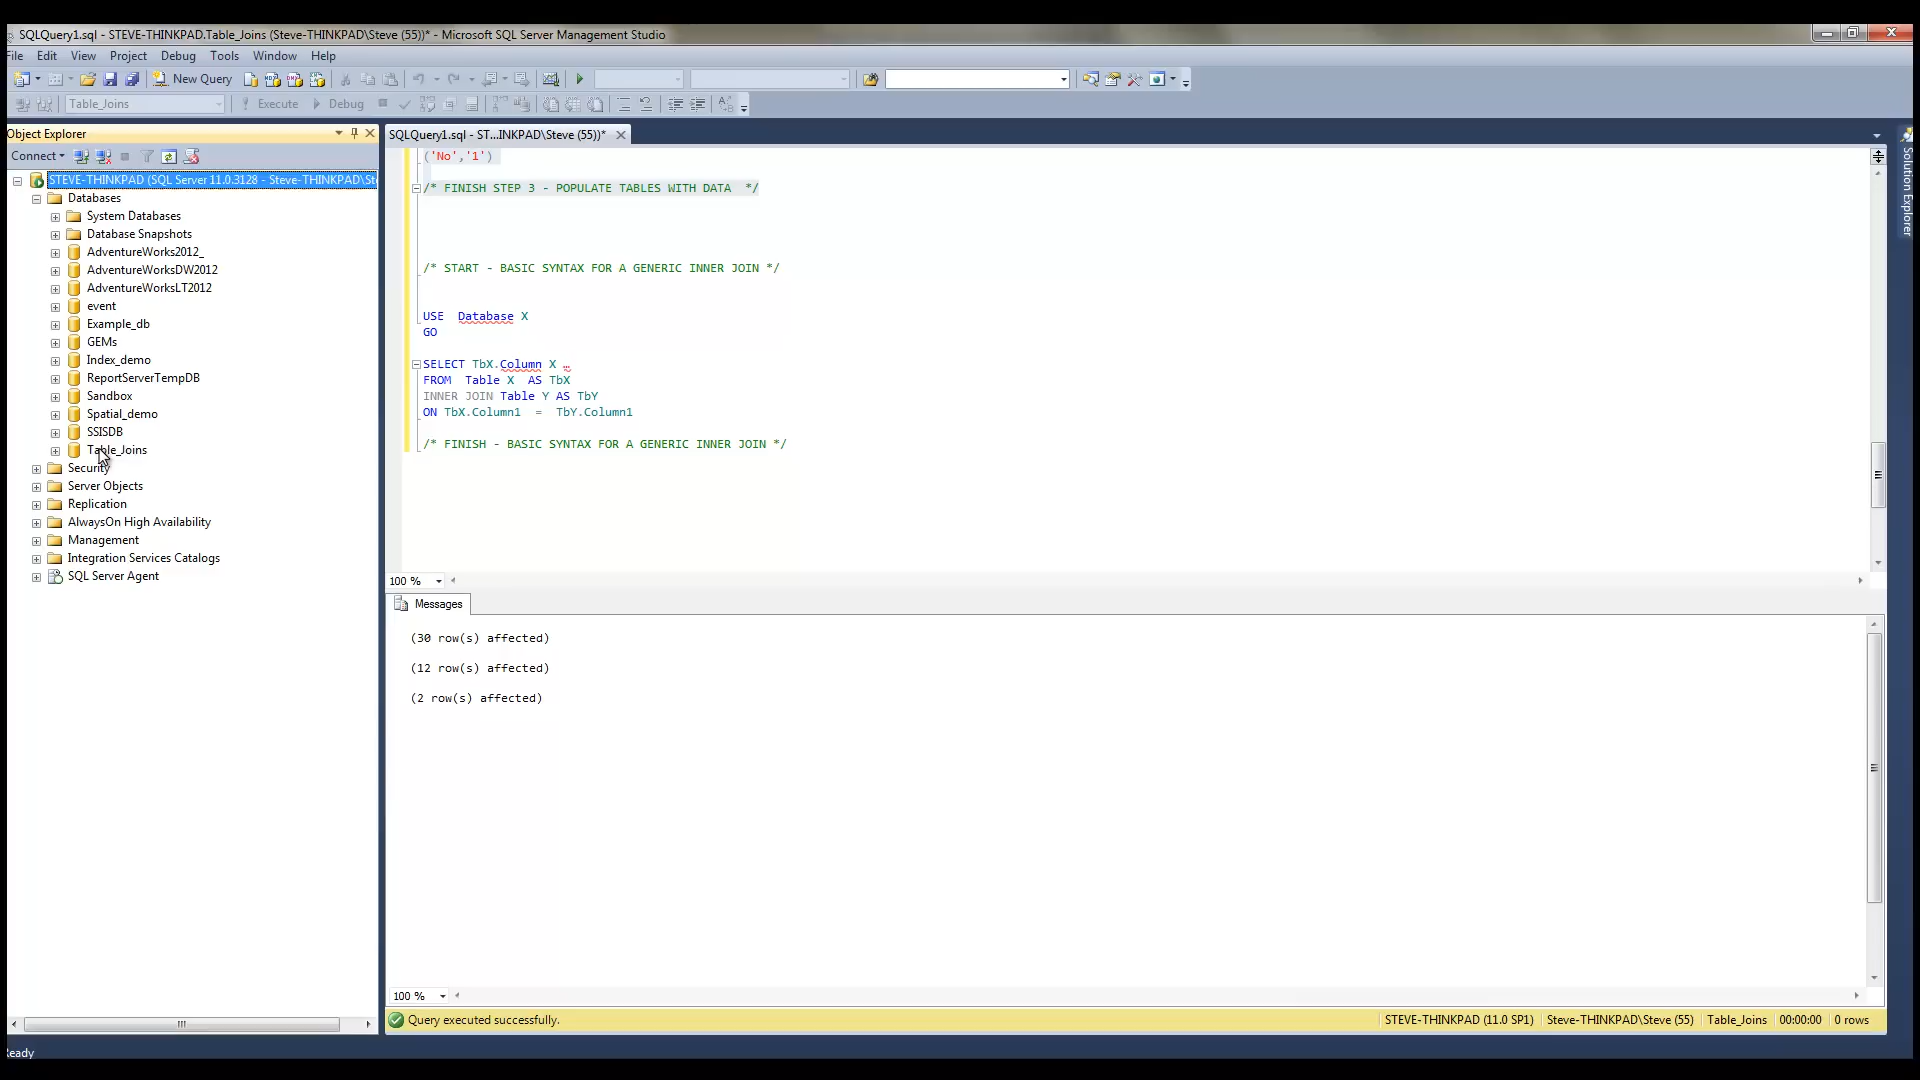 SQLQuery1.sql - STEVE-THINKPAD.Table_Joins (Steve-THINKPAD\Steve (55))* - Microsoft SQL Server Management Studio
File Edit View Project Debug Tools Window Help
New Query
Table_Joins Execute Debug
Object Explorer
SQLQuery1.sql - ST...INKPAD\Steve (55))*
Connect
STEVE-THINKPAD (SQL Server 11.0.3128 - Steve-THINKPAD\Ste
Databases
System Databases
Database Snapshots
AdventureWorks2012_
AdventureWorksDW2012
AdventureWorksLT2012
event
Example_db
GEMs
Index_demo
ReportServerTempDB
Sandbox
Spatial_demo
SSISDB
Table_Joins
Security
Server Objects
Replication
AlwaysOn High Availability
Management
Integration Services Catalogs
SQL Server Agent
('No','1')
/* FINISH STEP 3 - POPULATE TABLES WITH DATA */
/* START - BASIC SYNTAX FOR A GENERIC INNER JOIN */
USE Database X
GO
SELECT TbX.Column X …
FROM Table X AS TbX
INNER JOIN Table Y AS TbY
ON TbX.Column1 = TbY.Column1
/* FINISH - BASIC SYNTAX FOR A GENERIC INNER JOIN */
100 %
Messages
(30 row(s) affected)
(12 row(s) affected)
(2 row(s) affected)
100 %
Query executed successfully.
STEVE-THINKPAD (11.0 SP1) Steve-THINKPAD\Steve (55) Table_Joins 00:00:00 0 rows
Solution Explorer
Ready